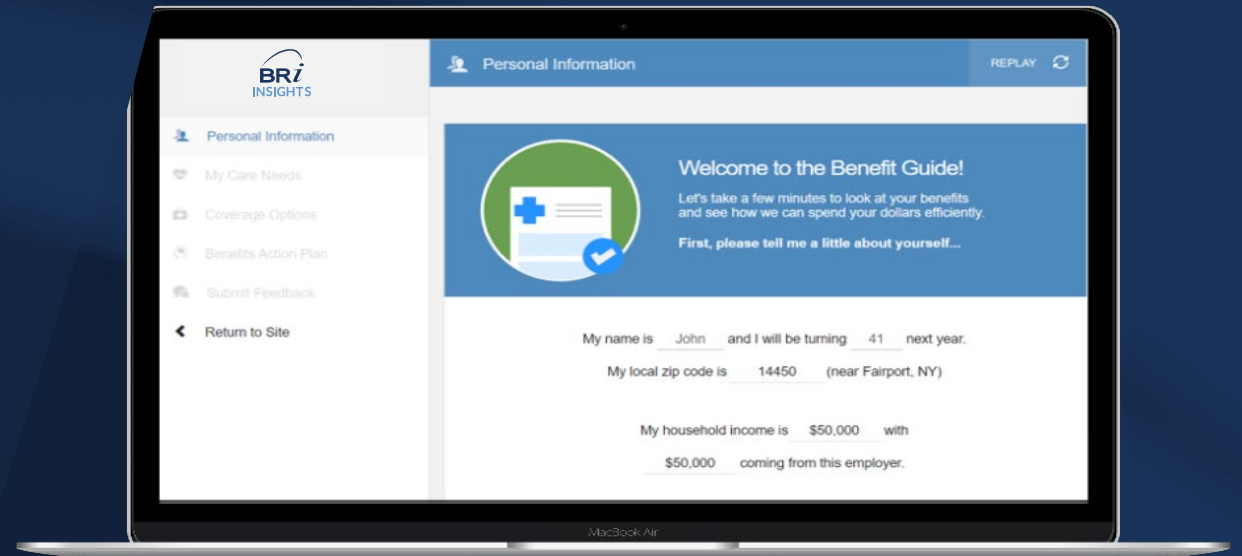 BRi
INSIGHTS
Personal Information
My Care Needs
Coverage Options
Benefits Action Plan
Submit Feedback
Return to Site
Personal Information
REPLAY
Welcome to the Benefit Guide!
Let's take a few minutes to look at your benefits
and see how we can spend your dollars efficiently.
First, please tell me a little about yourself...
My name is John and I will be turning 41 next year.
My local zip code is 14450 (near Fairport, NY)
My household income is $50,000 with
$50,000 coming from this employer.
MacBook Air